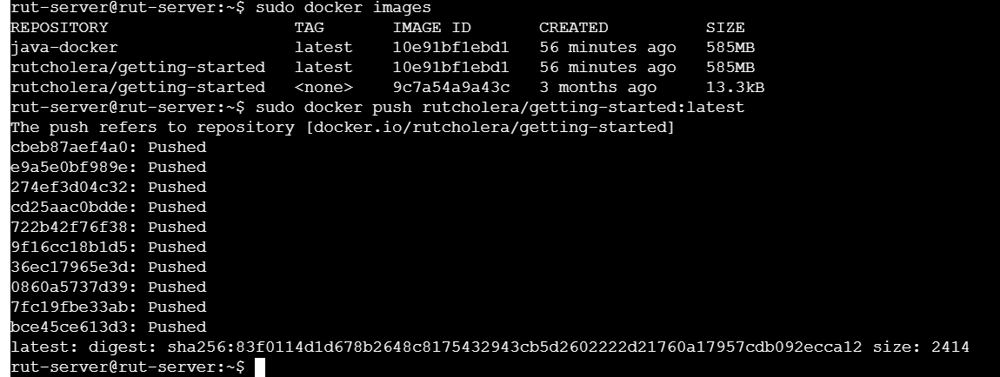 rut-server@rut-server:~$ sudo docker images
REPOSITORY TAG IMAGE ID CREATED SIZE
java-docker latest 10e91bf1ebd1 56 minutes ago 585MB
rutcholera/getting-started latest 10e91bf1ebd1 56 minutes ago 585MB
rutcholera/getting-started <none> 9c7a54a9a43c 3 months ago 13.3kB
rut-server@rut-server:~$ sudo docker push rutcholera/getting-started:latest
The push refers to repository [docker.io/rutcholera/getting-started]
cbeb87aef4a0: Pushed
e9a5e0bf989e: Pushed
274ef3d04c32: Pushed
cd25aac0bdde: Pushed
722b42f76f38: Pushed
9f16cc18b1d5: Pushed
36ec17965e3d: Pushed
0860a5737d39: Pushed
7fc19fbe33ab: Pushed
bce45ce613d3: Pushed
latest: digest: sha256:83f0114d1d678b2648c8175432943cb5d2602222d21760a17957cdb092ecca12 size: 2414
rut-server@rut-server:~$